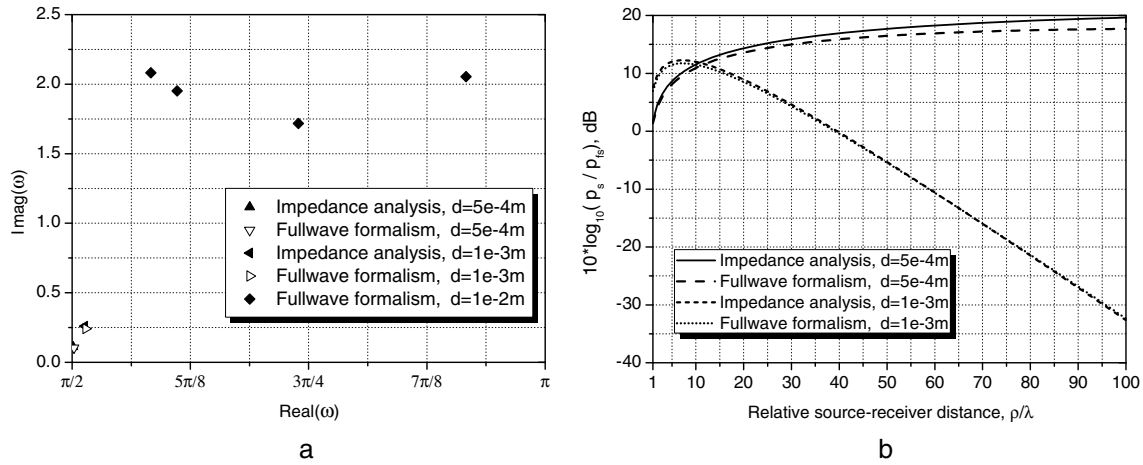 2.5
2.0
1.5
1.0
0.5
0.0
Imag(ω)
Impedance analysis, d=5e-4m
Fullwave formalism, d=5e-4m
Impedance analysis, d=1e-3m
Fullwave formalism, d=1e-3m
Fullwave formalism, d=1e-2m
π/2 5π/8 3π/4 7π/8 π
Real(ω)
a
20
10
0
-10
-20
-30
-40
10*log₁₀( pₛ / p_fs), dB
Impedance analysis, d=5e-4m
Fullwave formalism, d=5e-4m
Impedance analysis, d=1e-3m
Fullwave formalism, d=1e-3m
1 10 20 30 40 50 60 70 80 90 100
Relative source-receiver distance, ρ/λ
b